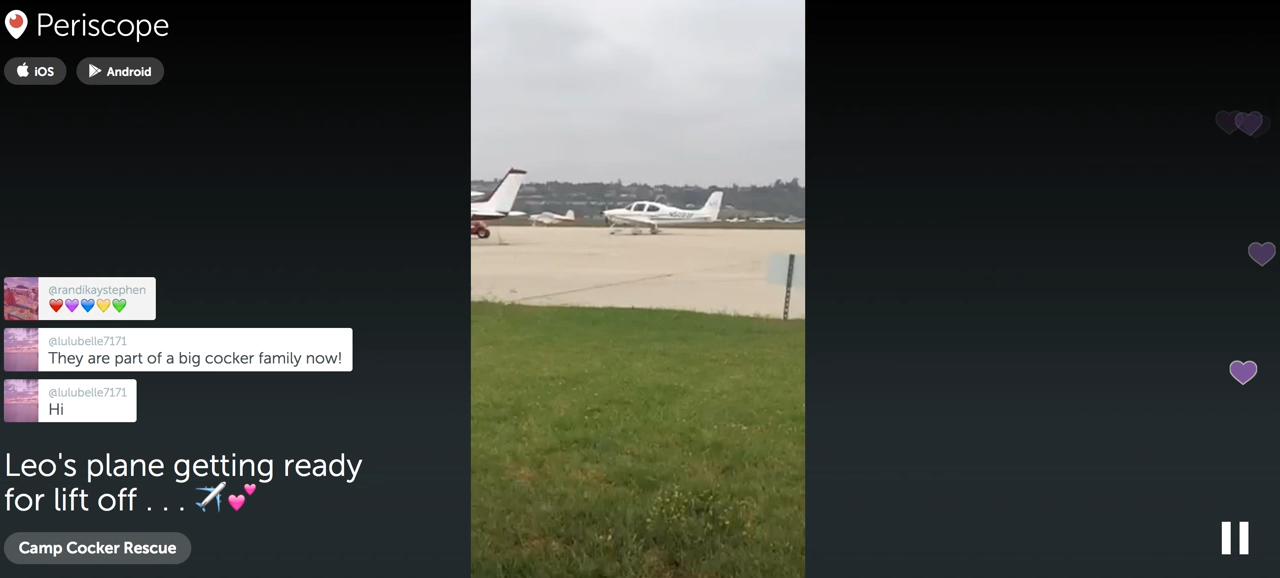 Periscope
iOS
Android
@randikaystephen
❤️💜💙💛💚
@lulubelle7171
They are part of a big cocker family now!
@lulubelle7171
Hi
Leo's plane getting ready
for lift off . . . ✈️💕
Camp Cocker Rescue